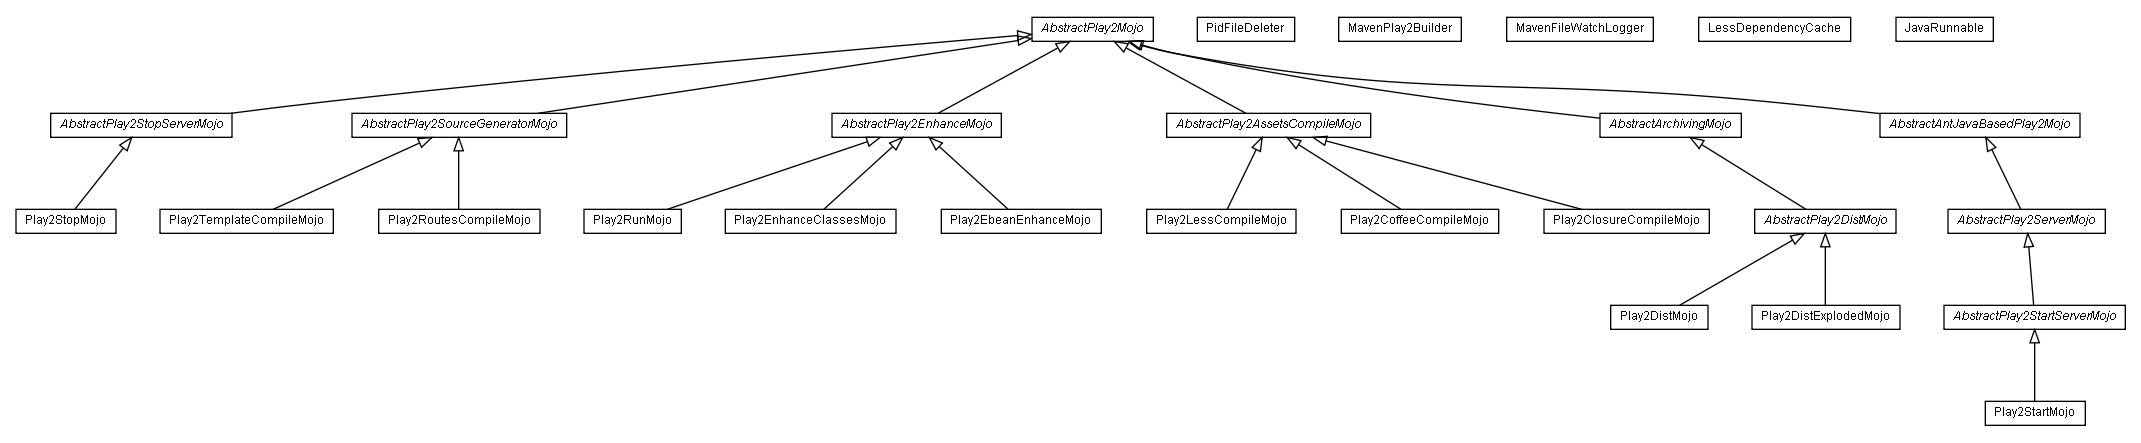 AbstractPlay2Mojo
PidFileDeleter
MavenPlay2Builder
MavenFileWatchLogger
LessDependencyCache
JavaRunnable
AbstractPlay2StopServerMojo
AbstractPlay2SourceGeneratorMojo
AbstractPlay2EnhanceMojo
AbstractPlay2AssetsCompileMojo
AbstractArchivingMojo
AbstractAntJavaBasedPlay2Mojo
Play2StopMojo
Play2TemplateCompileMojo
Play2RoutesCompileMojo
Play2RunMojo
Play2EnhanceClassesMojo
Play2EbeanEnhanceMojo
Play2LessCompileMojo
Play2CoffeeCompileMojo
Play2ClosureCompileMojo
AbstractPlay2DistMojo
AbstractPlay2ServerMojo
Play2DistMojo
Play2DistExplodedMojo
AbstractPlay2StartServerMojo
Play2StartMojo